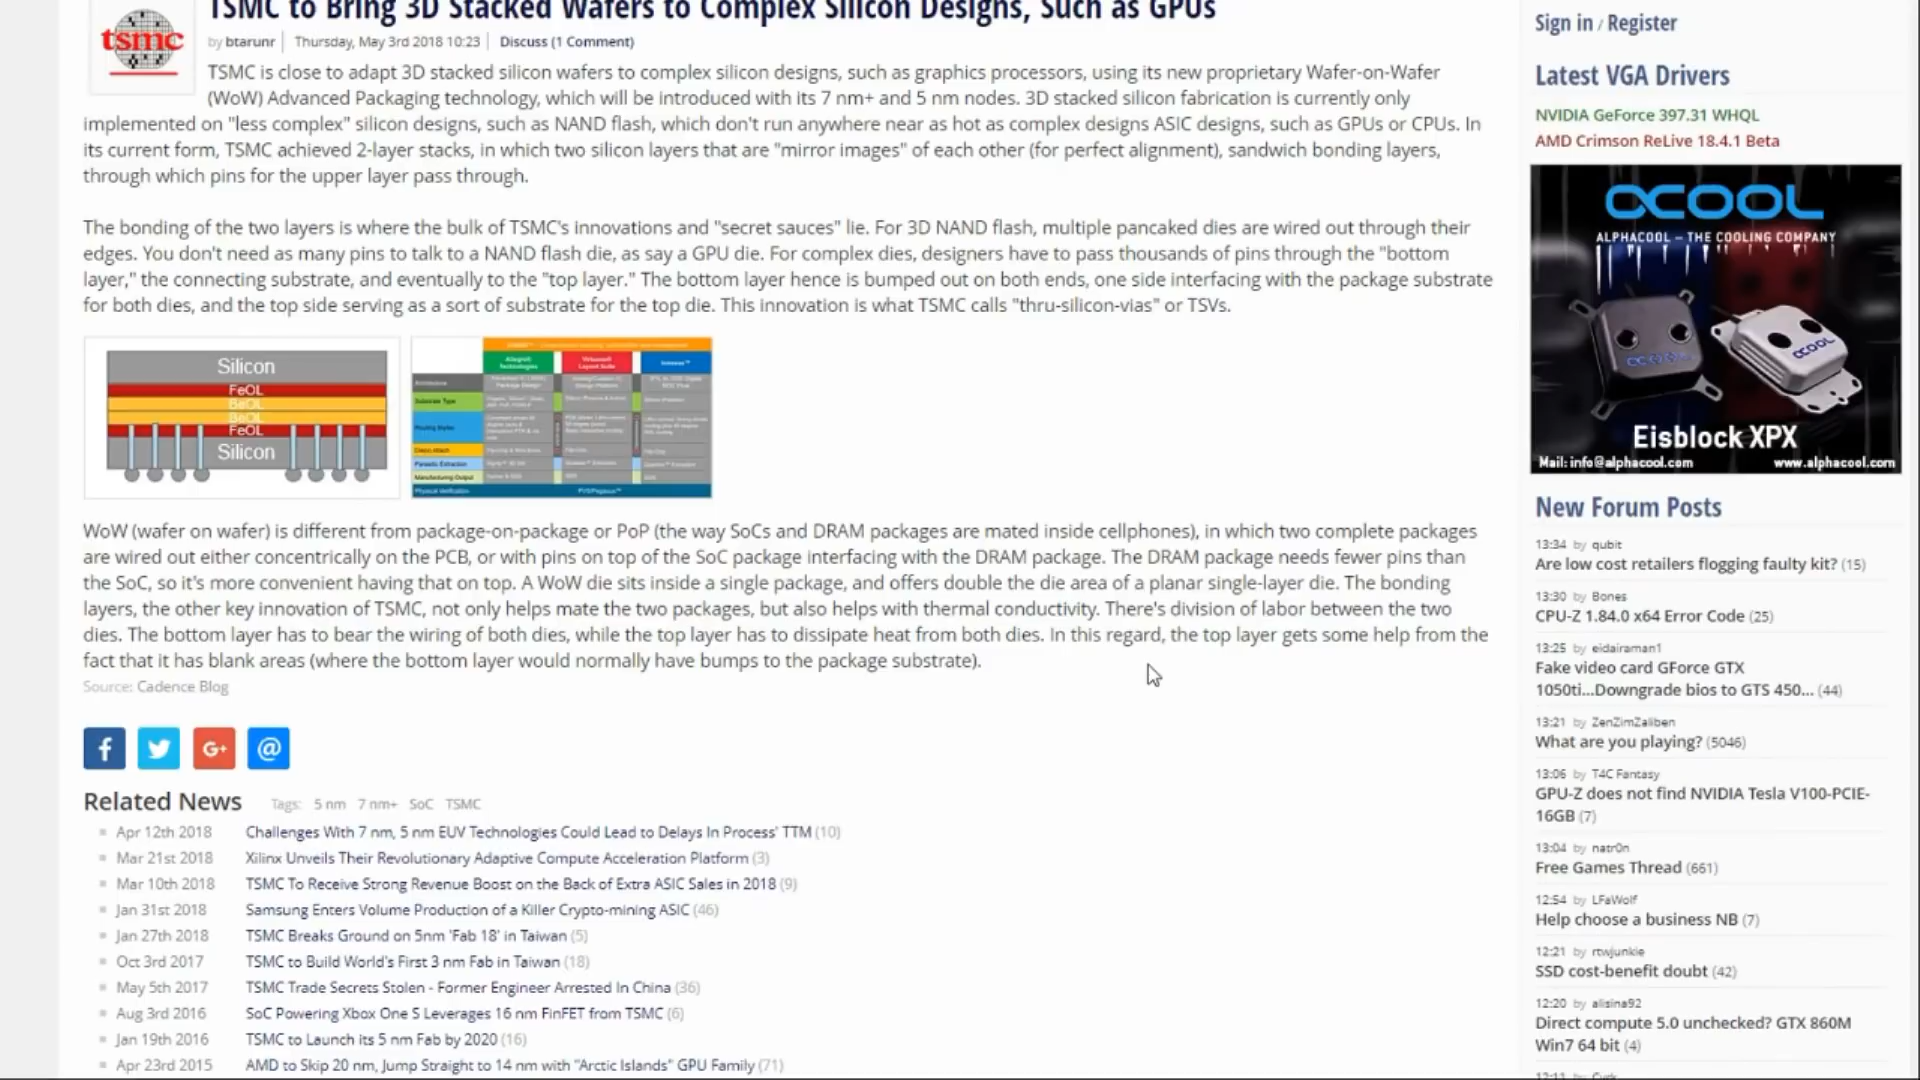 TSMC to Bring 3D Stacked Wafers to Complex Silicon Designs, Such as GPUs
tsmc
by btarunr Thursday, May 3rd 2018 10:23 Discuss (1 Comment)
TSMC is close to adapt 3D stacked silicon wafers to complex silicon designs, such as graphics processors, using its new proprietary Wafer-on-Wafer
(WoW) Advanced Packaging technology, which will be introduced with its 7 nm+ and 5 nm nodes. 3D stacked silicon fabrication is currently only
implemented on "less complex" silicon designs, such as NAND flash, which don't run anywhere near as hot as complex designs ASIC designs, such as GPUs or CPUs. In
its current form, TSMC achieved 2-layer stacks, in which two silicon layers that are "mirror images" of each other (for perfect alignment), sandwich bonding layers,
through which pins for the upper layer pass through.
The bonding of the two layers is where the bulk of TSMC's innovations and "secret sauces" lie. For 3D NAND flash, multiple pancaked dies are wired out through their
edges. You don't need as many pins to talk to a NAND flash die, as say a GPU die. For complex dies, designers have to pass thousands of pins through the "bottom
layer," the connecting substrate, and eventually to the "top layer." The bottom layer hence is bumped out on both ends, one side interfacing with the package substrate
for both dies, and the top side serving as a sort of substrate for the top die. This innovation is what TSMC calls "thru-silicon-vias" or TSVs.
Silicon
FeOL
BeOL
BeOL
FeOL
Silicon
Allegro® Technologies
Virtuoso® Layout Suite
Innovus™
Architecture
Substrate Type
Routing Styles
Parasitic Extraction
Manufacturing Output
Physical Verification
PVS/Pegasus™
WoW (wafer on wafer) is different from package-on-package or PoP (the way SoCs and DRAM packages are mated inside cellphones), in which two complete packages
are wired out either concentrically on the PCB, or with pins on top of the SoC package interfacing with the DRAM package. The DRAM package needs fewer pins than
the SoC, so it's more convenient having that on top. A WoW die sits inside a single package, and offers double the die area of a planar single-layer die. The bonding
layers, the other key innovation of TSMC, not only helps mate the two packages, but also helps with thermal conductivity. There's division of labor between the two
dies. The bottom layer has to bear the wiring of both dies, while the top layer has to dissipate heat from both dies. In this regard, the top layer gets some help from the
fact that it has blank areas (where the bottom layer would normally have bumps to the package substrate).
Source: Cadence Blog
f
G+
@
Related News Tags: 5 nm 7 nm+ SoC TSMC
Apr 12th 2018 Challenges With 7 nm, 5 nm EUV Technologies Could Lead to Delays In Process' TTM (10)
Mar 21st 2018 Xilinx Unveils Their Revolutionary Adaptive Compute Acceleration Platform (3)
Mar 10th 2018 TSMC To Receive Strong Revenue Boost on the Back of Extra ASIC Sales in 2018 (9)
Jan 31st 2018 Samsung Enters Volume Production of a Killer Crypto-mining ASIC (46)
Jan 27th 2018 TSMC Breaks Ground on 5nm 'Fab 18' in Taiwan (5)
Oct 3rd 2017 TSMC to Build World's First 3 nm Fab in Taiwan (18)
May 5th 2017 TSMC Trade Secrets Stolen - Former Engineer Arrested In China (36)
Aug 3rd 2016 SoC Powering Xbox One S Leverages 16 nm FinFET from TSMC (6)
Jan 19th 2016 TSMC to Launch its 5 nm Fab by 2020 (16)
Apr 23rd 2015 AMD to Skip 20 nm, Jump Straight to 14 nm with "Arctic Islands" GPU Family (71)
Sign in / Register
Latest VGA Drivers
NVIDIA GeForce 397.31 WHQL
AMD Crimson ReLive 18.4.1 Beta
ALPHACOOL – THE COOLING COMPANY
Eisblock XPX
Mail: info@alphacool.com www.alphacool.com
New Forum Posts
13:34 by qubit
Are low cost retailers flogging faulty kit? (15)
13:30 by Bones
CPU-Z 1.84.0 x64 Error Code (25)
13:25 by eidairaman1
Fake video card GForce GTX
1050ti...Downgrade bios to GTS 450... (44)
13:21 by ZenZimZaliben
What are you playing? (5046)
13:06 by T4C Fantasy
GPU-Z does not find NVIDIA Tesla V100-PCIE-
16GB (7)
13:04 by natr0n
Free Games Thread (661)
12:54 by LFaWolf
Help choose a business NB (7)
12:21 by rtwjunkie
SSD cost-benefit doubt (42)
12:20 by alisina92
Direct compute 5.0 unchecked? GTX 860M
Win7 64 bit (4)